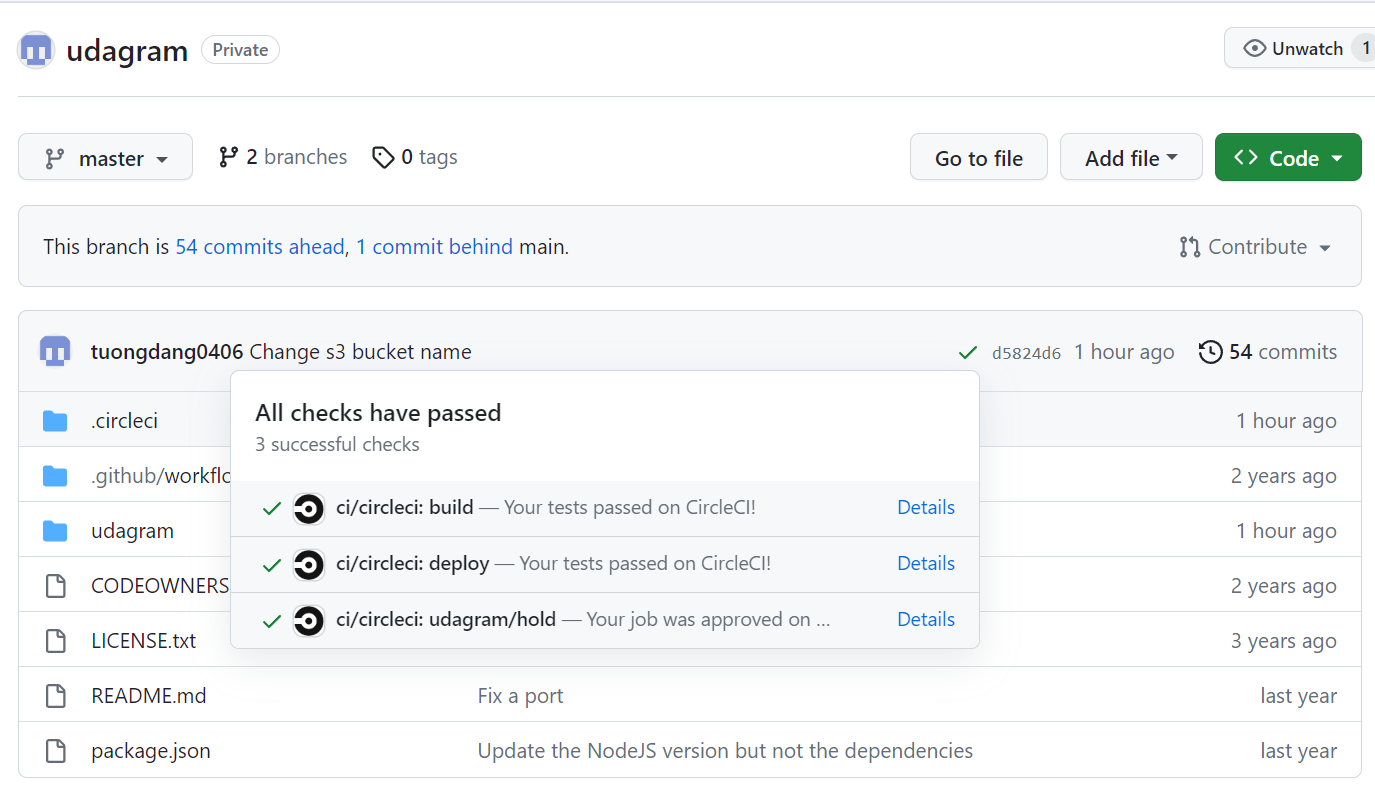 udagram Private Unwatch 1
master 2 branches 0 tags Go to file Add file Code
This branch is 54 commits ahead, 1 commit behind main. Contribute
tuongdang0406 Change s3 bucket name d5824d6 1 hour ago 54 commits
All checks have passed
3 successful checks
.circleci 1 hour ago
.github/workflo 2 years ago
ci/circleci: build — Your tests passed on CircleCI! Details
udagram 1 hour ago
ci/circleci: deploy — Your tests passed on CircleCI! Details
CODEOWNERS 2 years ago
ci/circleci: udagram/hold — Your job was approved on ... Details
LICENSE.txt 3 years ago
README.md Fix a port last year
package.json Update the NodeJS version but not the dependencies last year